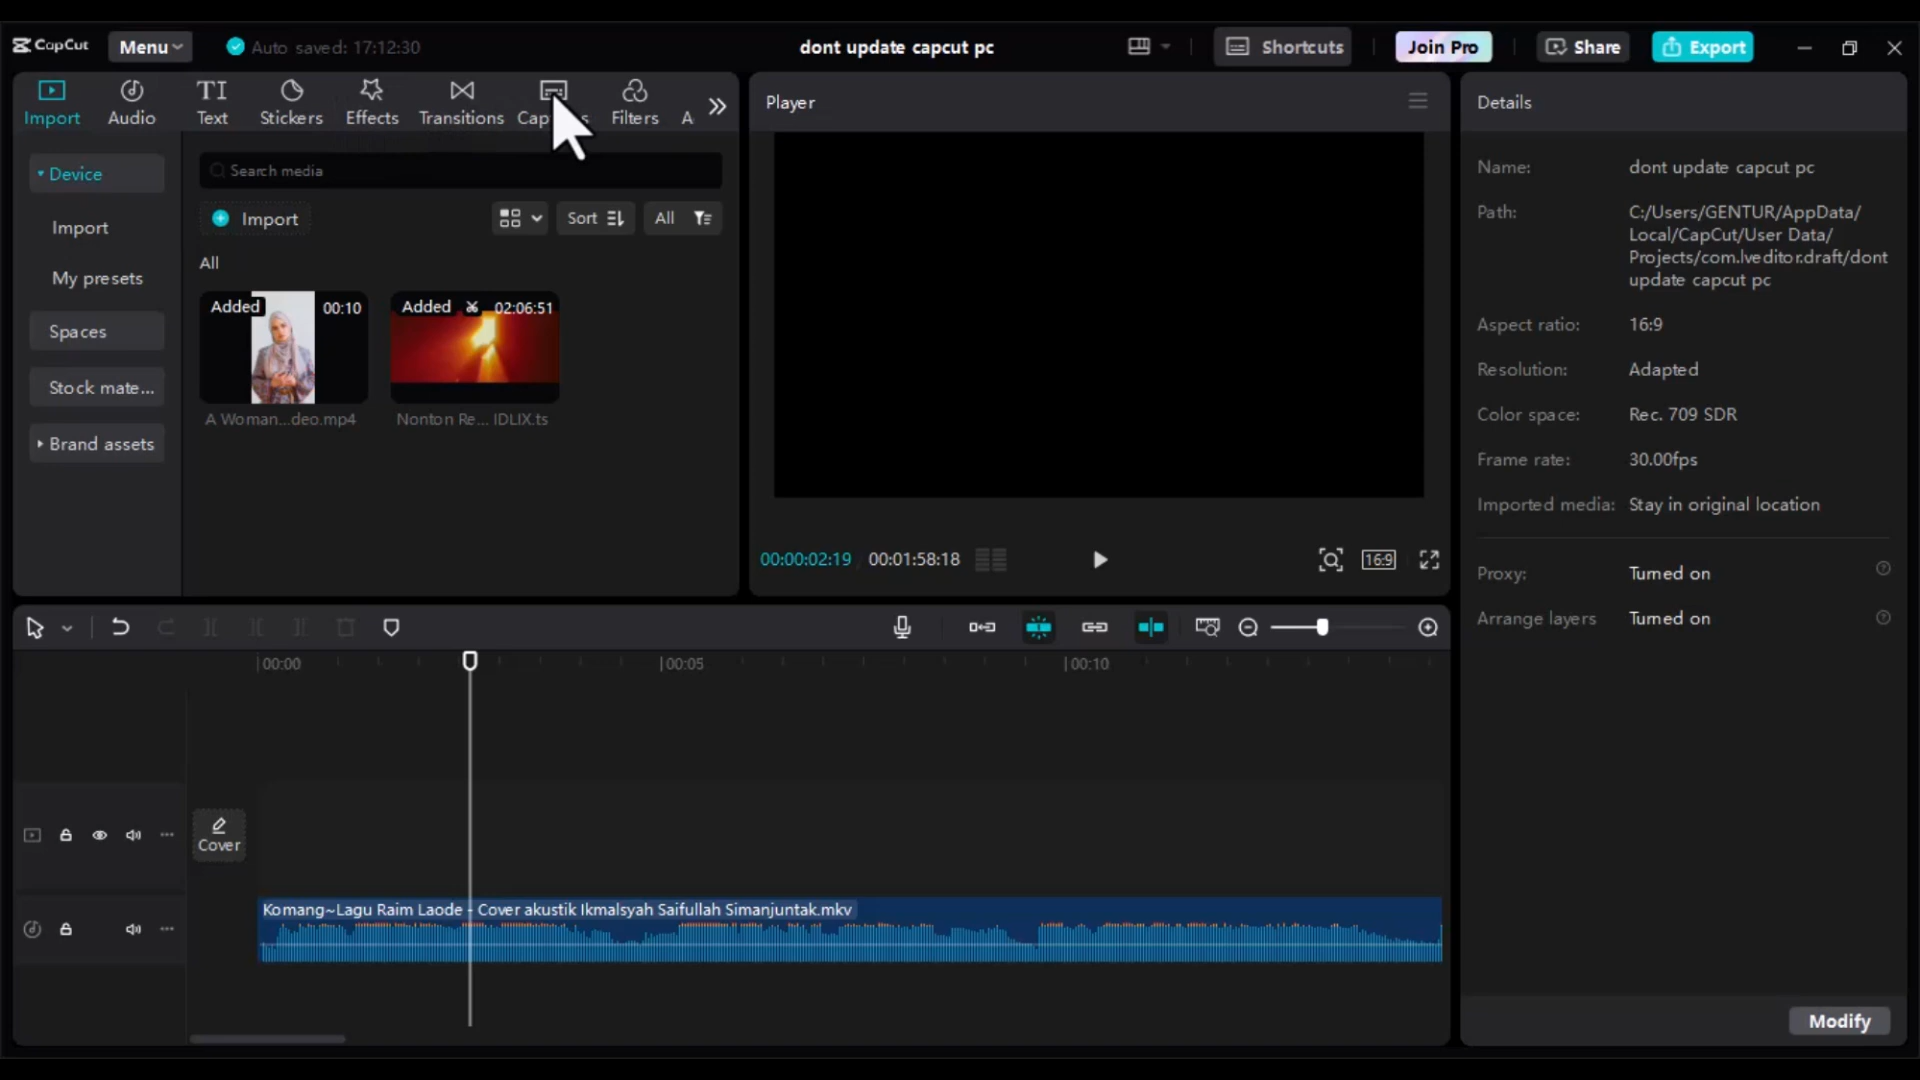 CapCut
Menu
Auto saved: 17:12:30
dont update capcut pc
Shortcuts
Join Pro
Share
Export
Import
Audio
TI
Text
Stickers
Effects
Transitions
Filters
A
Device
Import
My presets
Spaces
Stock mate...
Brand assets
Search media
Import
Sort
All
All
Added
00:10
A Woman...deo.mp4
Added
02:06:51
Nonton Re... IDLIX.ts
Player
00:00:02:19
00:01:58:18
16:9
Details
Name:
dont update capcut pc
Path:
C:/Users/GENTUR/AppData/
Local/CapCut/User Data/
Projects/com.lveditor.draft/dont
update capcut pc
Aspect ratio:
16:9
Resolution:
Adapted
Color space:
Rec. 709 SDR
Frame rate:
30.00fps
Imported media:
Stay in original location
Proxy:
Turned on
Arrange layers
Turned on
Modify
00:00
00:05
00:10
Cover
Komang~Lagu Raim Laode - Cover akustik Ikmalsyah Saifullah Simanjuntak.mkv